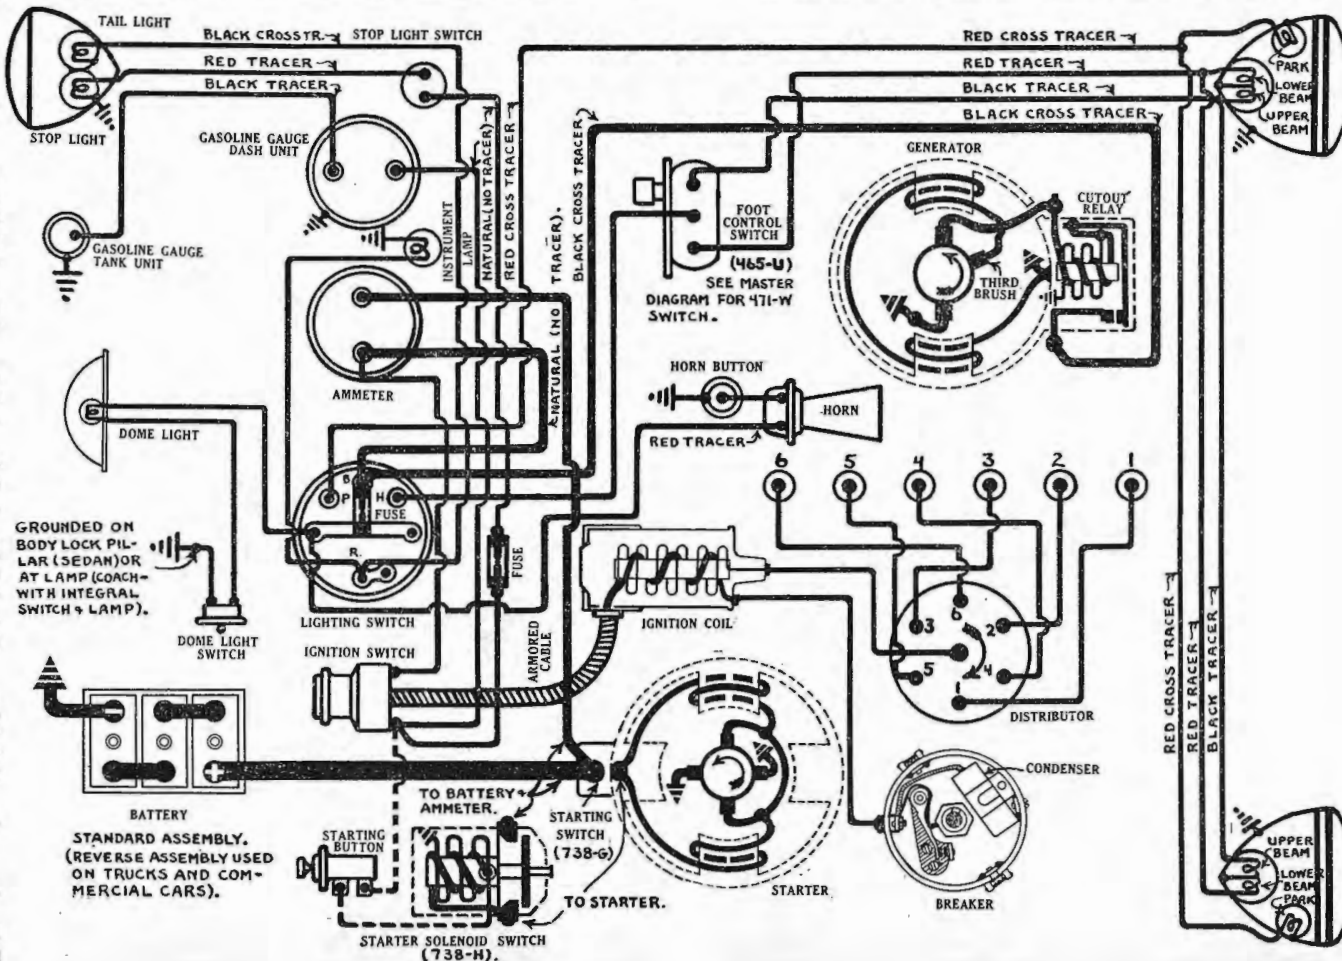 TAIL LIGHT
BLACK CROSS TR.
STOP LIGHT SWITCH
RED TRACER
BLACK TRACER
STOP LIGHT
GASOLINE GAUGE
DASH UNIT
GASOLINE GAUGE
TANK UNIT
INSTRUMENT
LAMP
NATURAL (NO TRACER)
RED CROSS TRACER
NATURAL (NO TRACER).
BLACK CROSS TRACER
RED CROSS TRACER
RED TRACER
BLACK TRACER
BLACK CROSS TRACER
PARK
LOWER
BEAM
UPPER
BEAM
GENERATOR
CUTOUT
RELAY
THIRD
BRUSH
FOOT
CONTROL
SWITCH
(465-U)
SEE MASTER
DIAGRAM FOR 471-W
SWITCH.
AMMETER
DOME LIGHT
HORN BUTTON
HORN
RED TRACER
B
P
H
FUSE
R.
LIGHTING SWITCH
FUSE
GROUNDED ON
BODY LOCK PIL-
LAR (SEDAN) OR
AT LAMP (COACH-
WITH INTEGRAL
SWITCH & LAMP).
DOME LIGHT
SWITCH
IGNITION SWITCH
ARMORED
CABLE
IGNITION COIL
6 5 4 3 2 1
6
3 2
5 4
1
DISTRIBUTOR
RED CROSS TRACER
RED TRACER
BLACK TRACER
BATTERY
STANDARD ASSEMBLY.
(REVERSE ASSEMBLY USED
ON TRUCKS AND COM-
MERCIAL CARS).
TO BATTERY &
AMMETER.
STARTING
SWITCH
(738-G)
STARTING
BUTTON
TO STARTER.
STARTER SOLENOID SWITCH
(738-H).
STARTER
CONDENSER
BREAKER
UPPER
BEAM
LOWER
BEAM
PARK